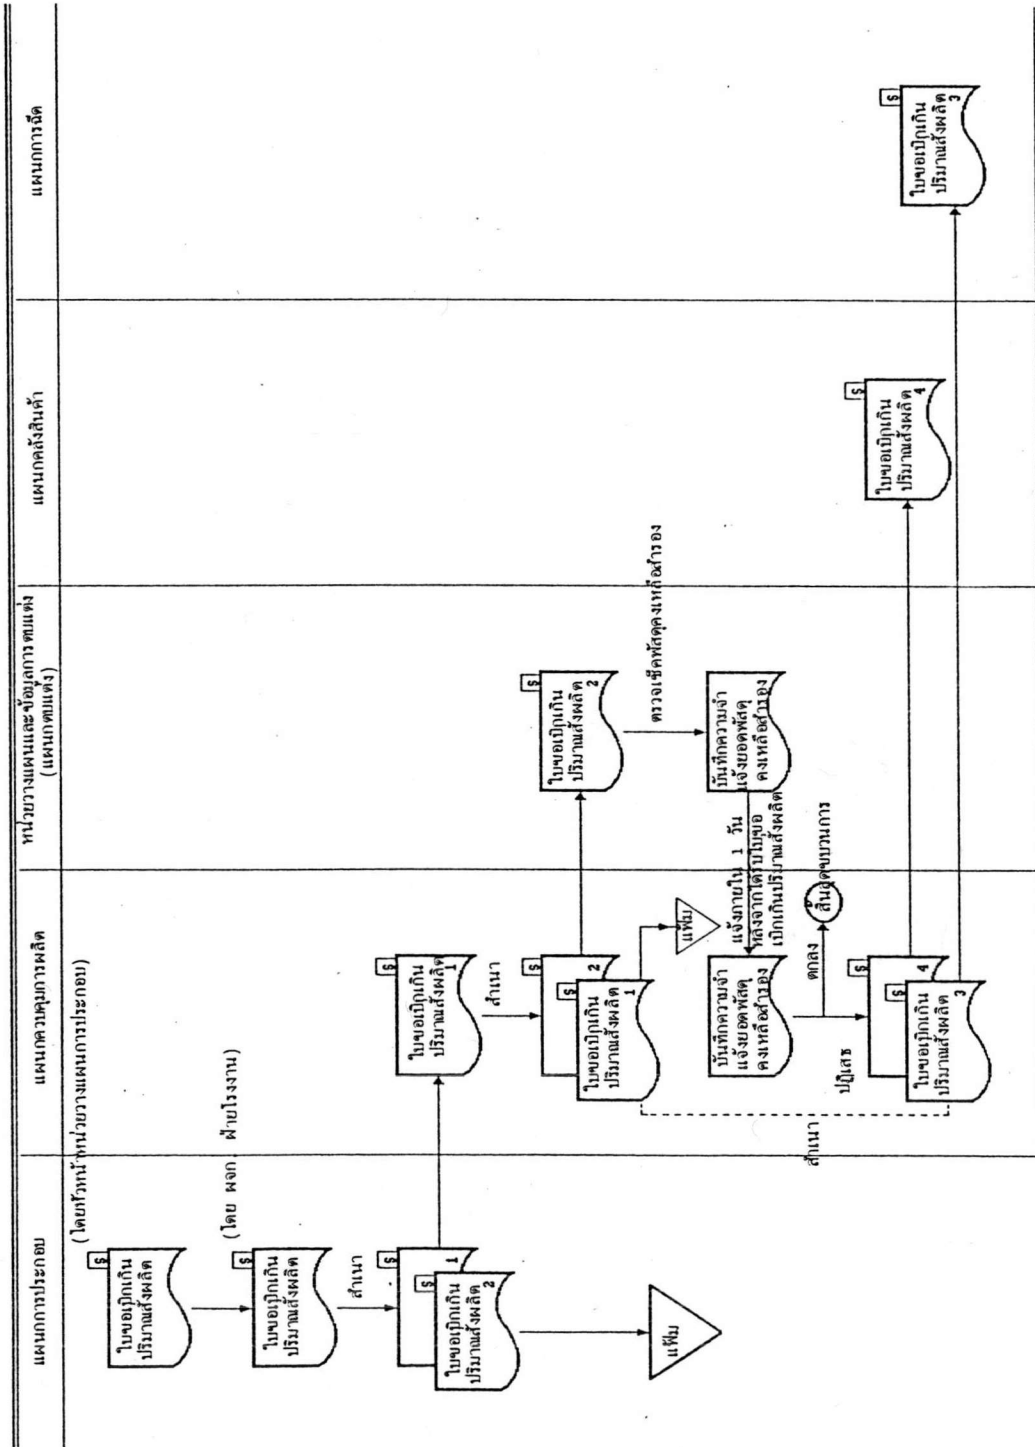 แผนกการประกอบ
แผนกควบคุมการผลิต
หน่วยวางแผนและข้อมูลการตบแต่ง
(แผนกตบแต่ง)
แผนกคลังสินค้า
แผนกการฉีด
(โดยหัวหน้าหน่วยวางแผนการประกอบ)
S
ใบขอเบิกเกิน
ปริมาณสั่งผลิต
(โดย ผจก. ฝ่ายโรงงาน)
S
ใบขอเบิกเกิน
ปริมาณสั่งผลิต
สำเนา
S
1
S
ใบขอเบิกเกิน
ปริมาณสั่งผลิต
2
แฟ้ม
S
ใบขอเบิกเกิน
ปริมาณสั่งผลิต
1
สำเนา
S
2
S
ใบขอเบิกเกิน
ปริมาณสั่งผลิต
1
แฟ้ม
S
ใบขอเบิกเกิน
ปริมาณสั่งผลิต
2
ตรวจเช็คพัสดุคงเหลือสำรอง
บันทึกความจำ
แจ้งยอดพัสดุ
คงเหลือสำรอง
แจ้งภายใน 1 วัน
หลังจากได้รับใบขอ
เบิกเกินปริมาณสั่งผลิต
บันทึกความจำ
แจ้งยอดพัสดุ
คงเหลือสำรอง
ตกลง
สิ้นสุดขบวนการ
ปฏิเสธ
สำเนา
S
4
S
ใบขอเบิกเกิน
ปริมาณสั่งผลิต
3
S
ใบขอเบิกเกิน
ปริมาณสั่งผลิต
4
S
ใบขอเบิกเกิน
ปริมาณสั่งผลิต
3